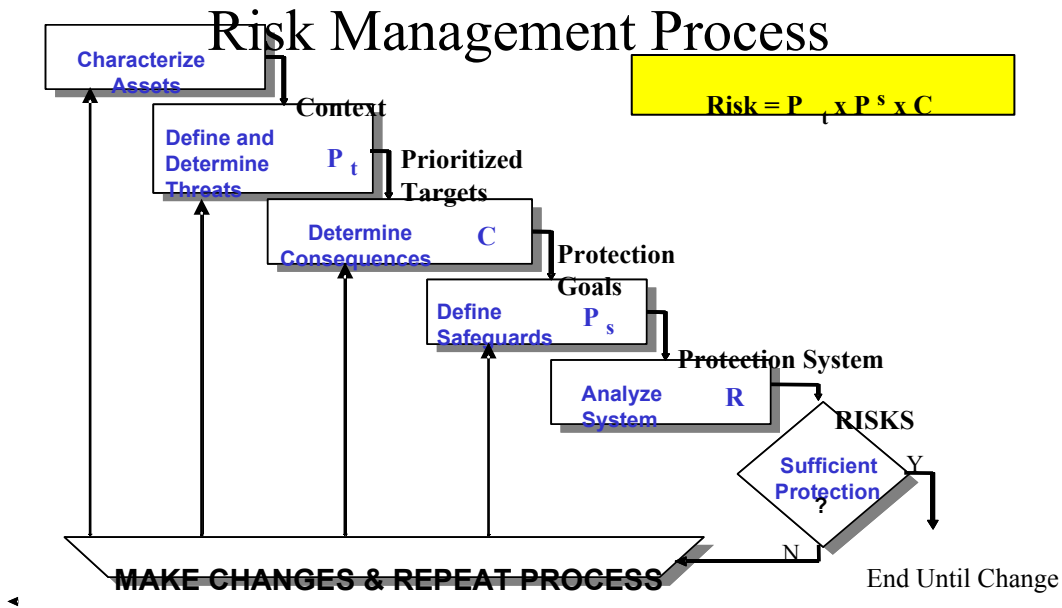 Risk Management Process
Characterize
Assets
Risk = P t x P s x C
Context
Define and
Determine
Threats
P t
Prioritized
Targets
Determine
Consequences
C
Protection
Goals
Define
Safeguards
P s
Protection System
Analyze
System
R
RISKS
Sufficient
Protection
?
Y
N
MAKE CHANGES & REPEAT PROCESS
End Until Change